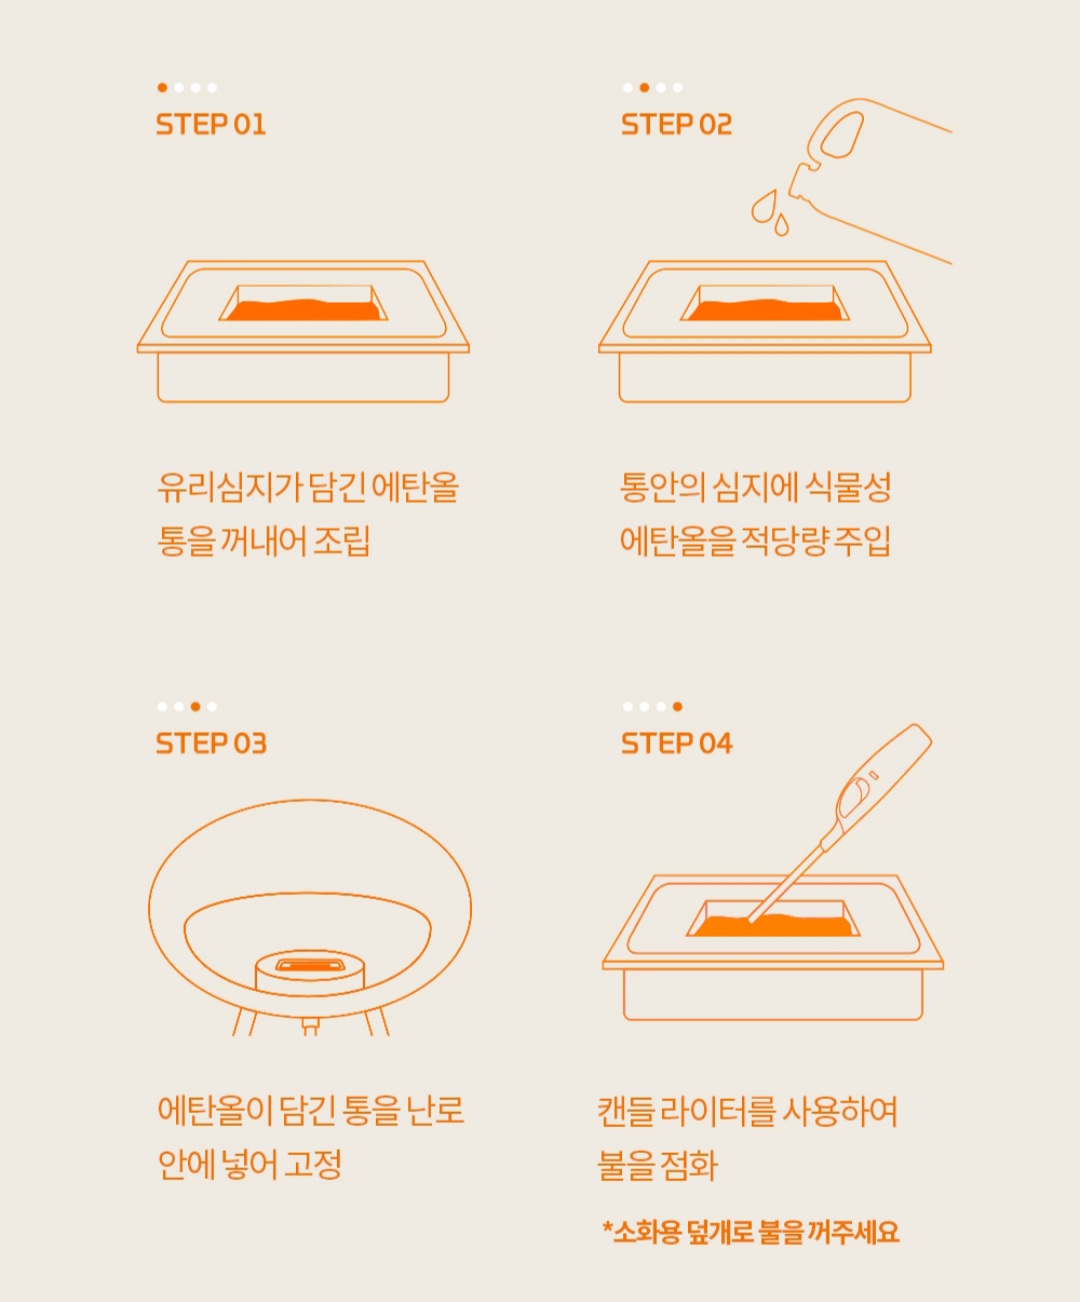 STEP 01
유리심지가 담긴 에탄올
통을 꺼내어 조립
STEP 02
통안의 심지에 식물성
에탄올을 적당량 주입
STEP 03
에탄올이 담긴 통을 난로
안에 넣어 고정
STEP 04
캔들 라이터를 사용하여
불을 점화
*소화용 덮개로 불을 꺼주세요